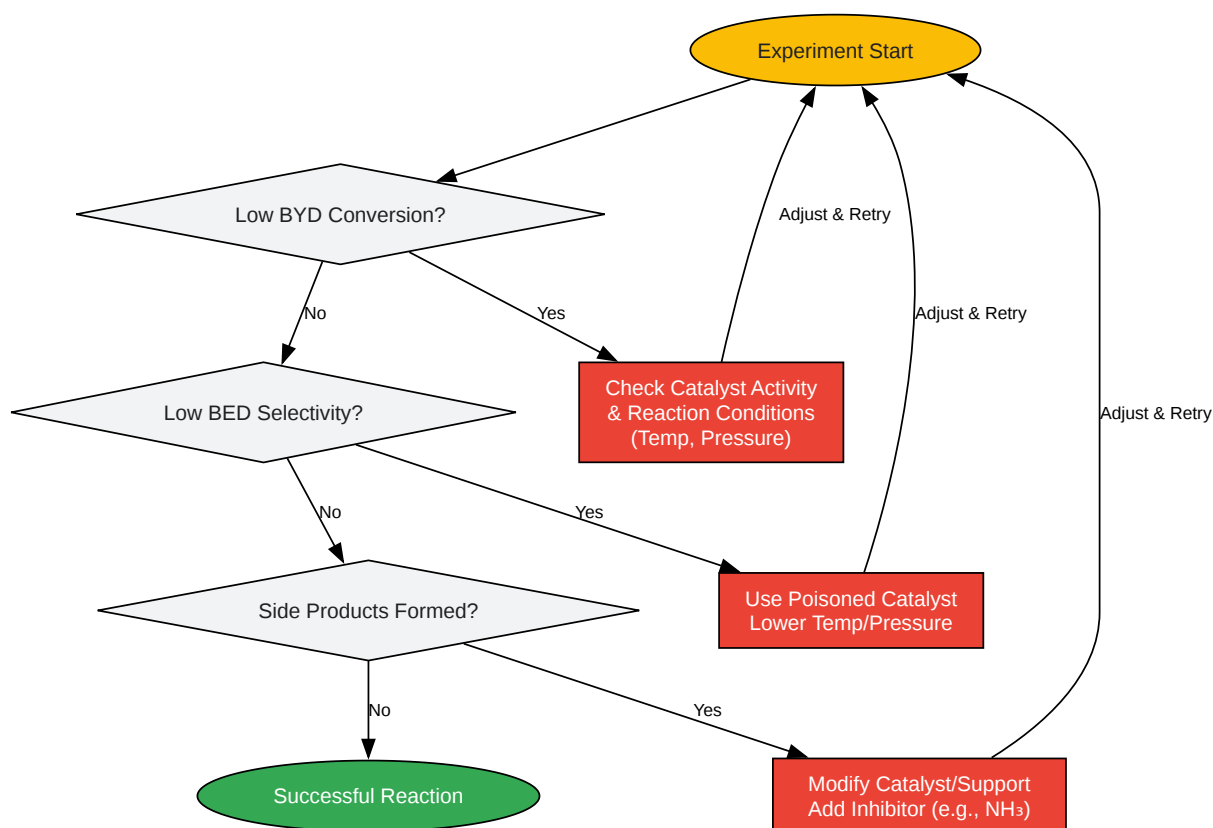 Experiment Start
Low BYD Conversion?
Adjust & Retry
No
Yes
Adjust & Retry
Check Catalyst Activity
& Reaction Conditions
(Temp, Pressure)
Low BED Selectivity?
Adjust & Retry
No
Yes
Use Poisoned Catalyst
Lower Temp/Pressure
Side Products Formed?
No
Yes
Successful Reaction
Modify Catalyst/Support
Add Inhibitor (e.g., NH₃)